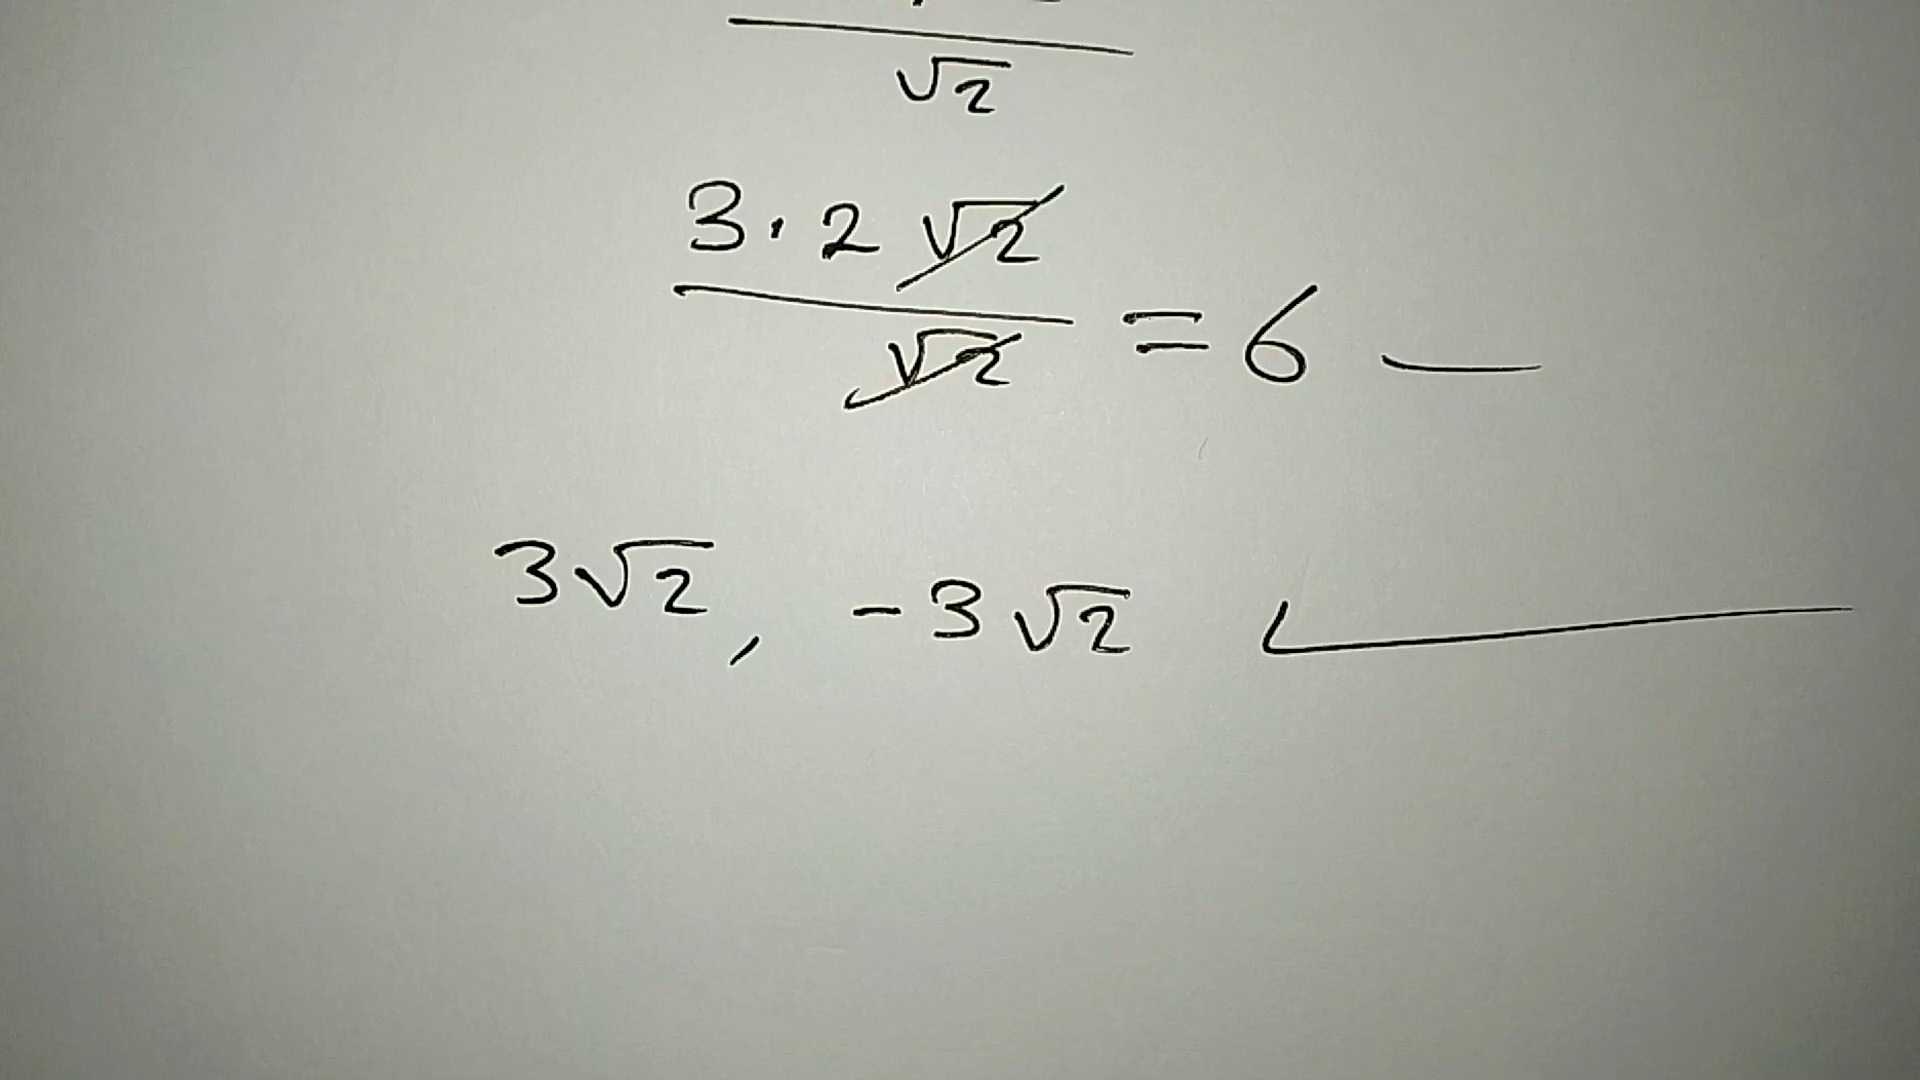 √2
3·2√2
√2 = 6
3√2, -3√2